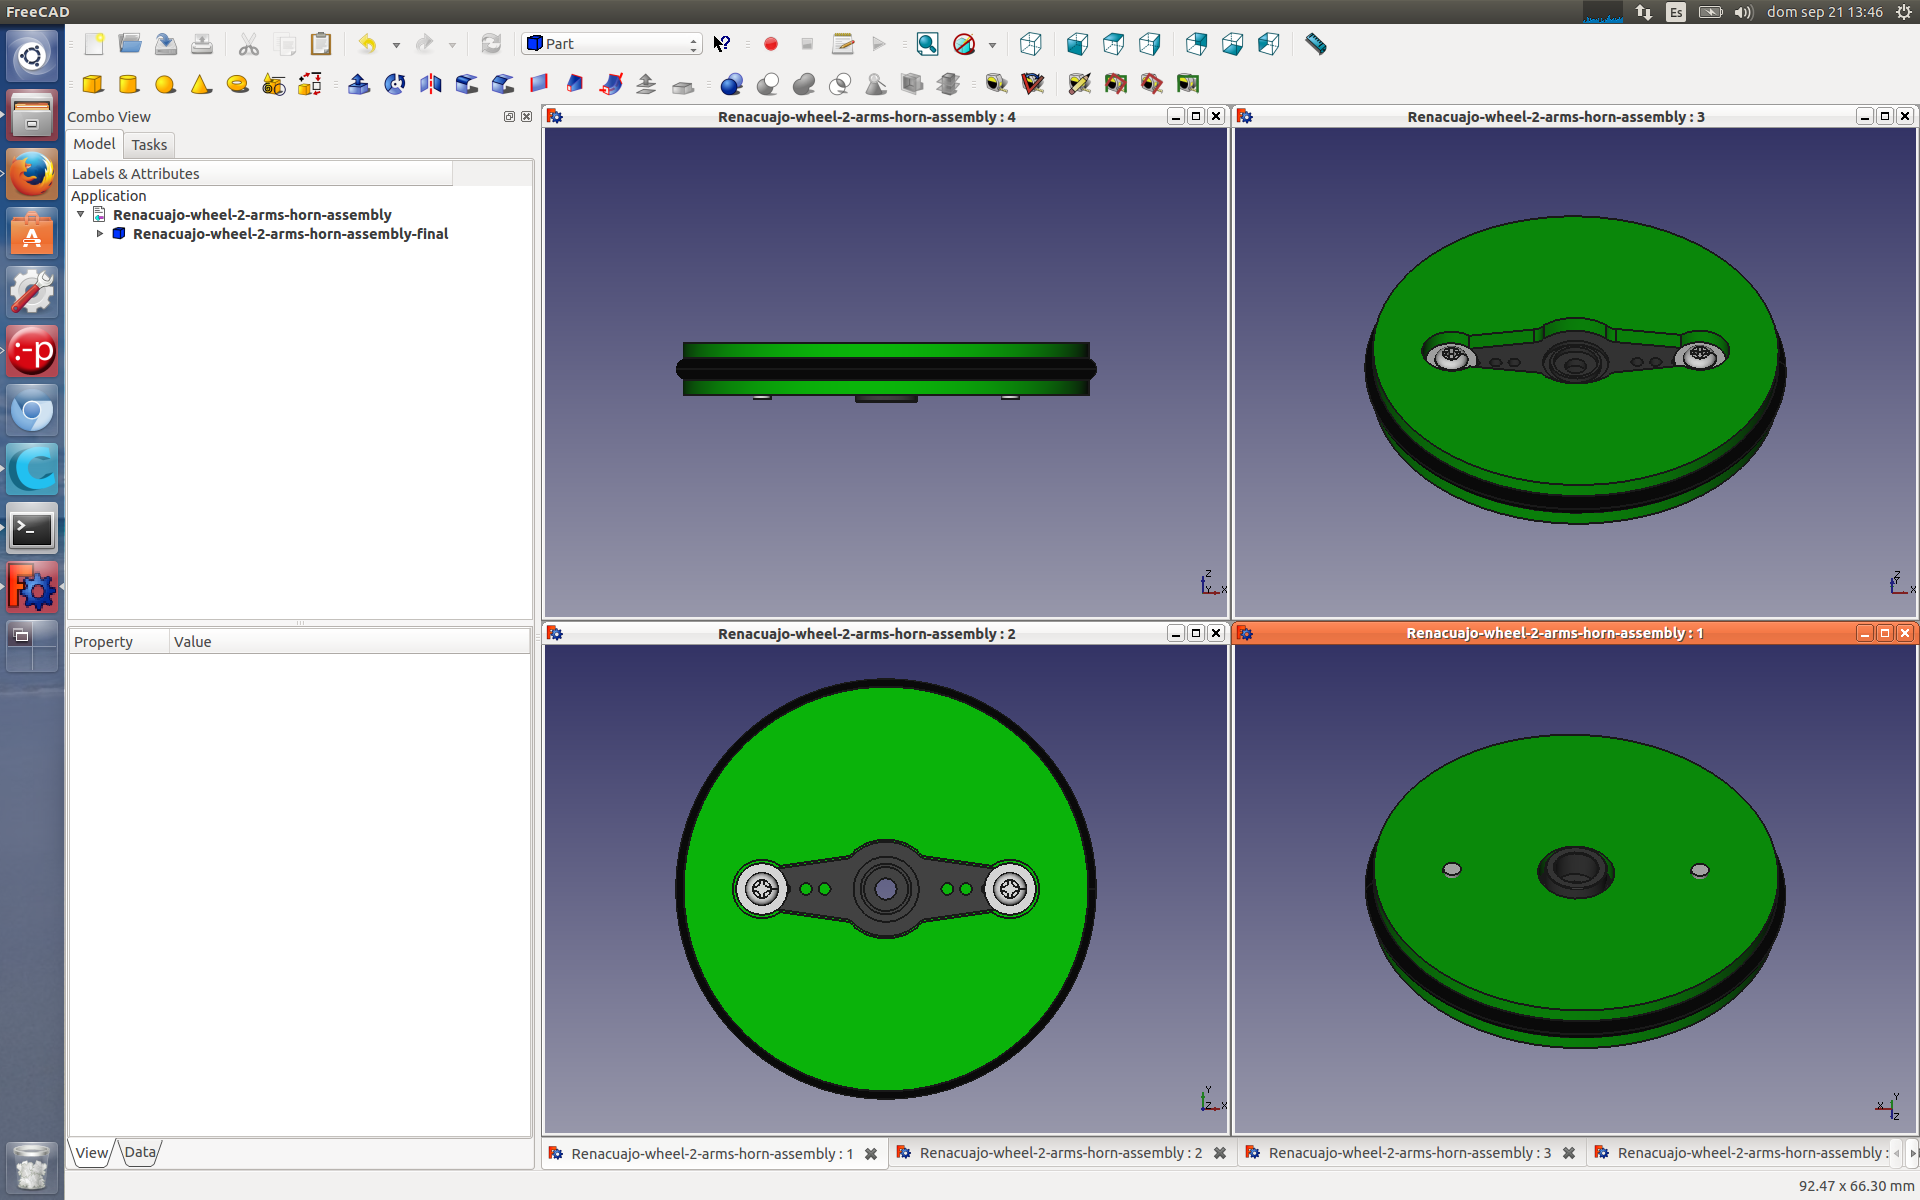 FreeCAD
Es
dom sep 21 13:46
Part
Combo View
Model
Tasks
Labels & Attributes
Application
Renacuajo-wheel-2-arms-horn-assembly
Renacuajo-wheel-2-arms-horn-assembly-final
Property
Value
View
Data
Renacuajo-wheel-2-arms-horn-assembly : 4
Z
Y X
Renacuajo-wheel-2-arms-horn-assembly : 3
Z
Y X
Renacuajo-wheel-2-arms-horn-assembly : 2
Y
Z X
Renacuajo-wheel-2-arms-horn-assembly : 1
X Y
Z
Renacuajo-wheel-2-arms-horn-assembly : 1
Renacuajo-wheel-2-arms-horn-assembly : 2
Renacuajo-wheel-2-arms-horn-assembly : 3
Renacuajo-wheel-2-arms-horn-assembly :
92.47 x 66.30 mm
:-p
>_